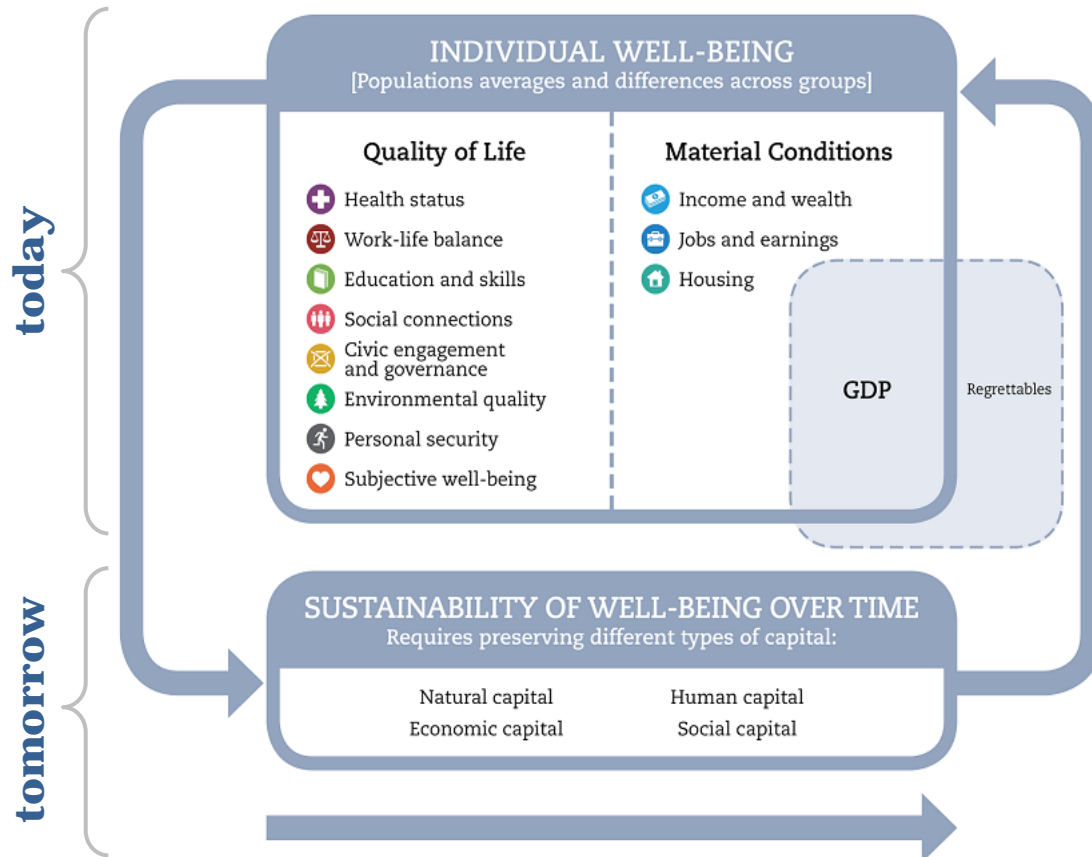 today
INDIVIDUAL WELL-BEING
[Populations averages and differences across groups]
Quality of Life
Health status
Work-life balance
Education and skills
Social connections
Civic engagement
and governance
Environmental quality
Personal security
Subjective well-being
Material Conditions
Income and wealth
Jobs and earnings
Housing
GDP
Regrettables
tomorrow
SUSTAINABILITY OF WELL-BEING OVER TIME
Requires preserving different types of capital:
Natural capital
Human capital
Economic capital
Social capital